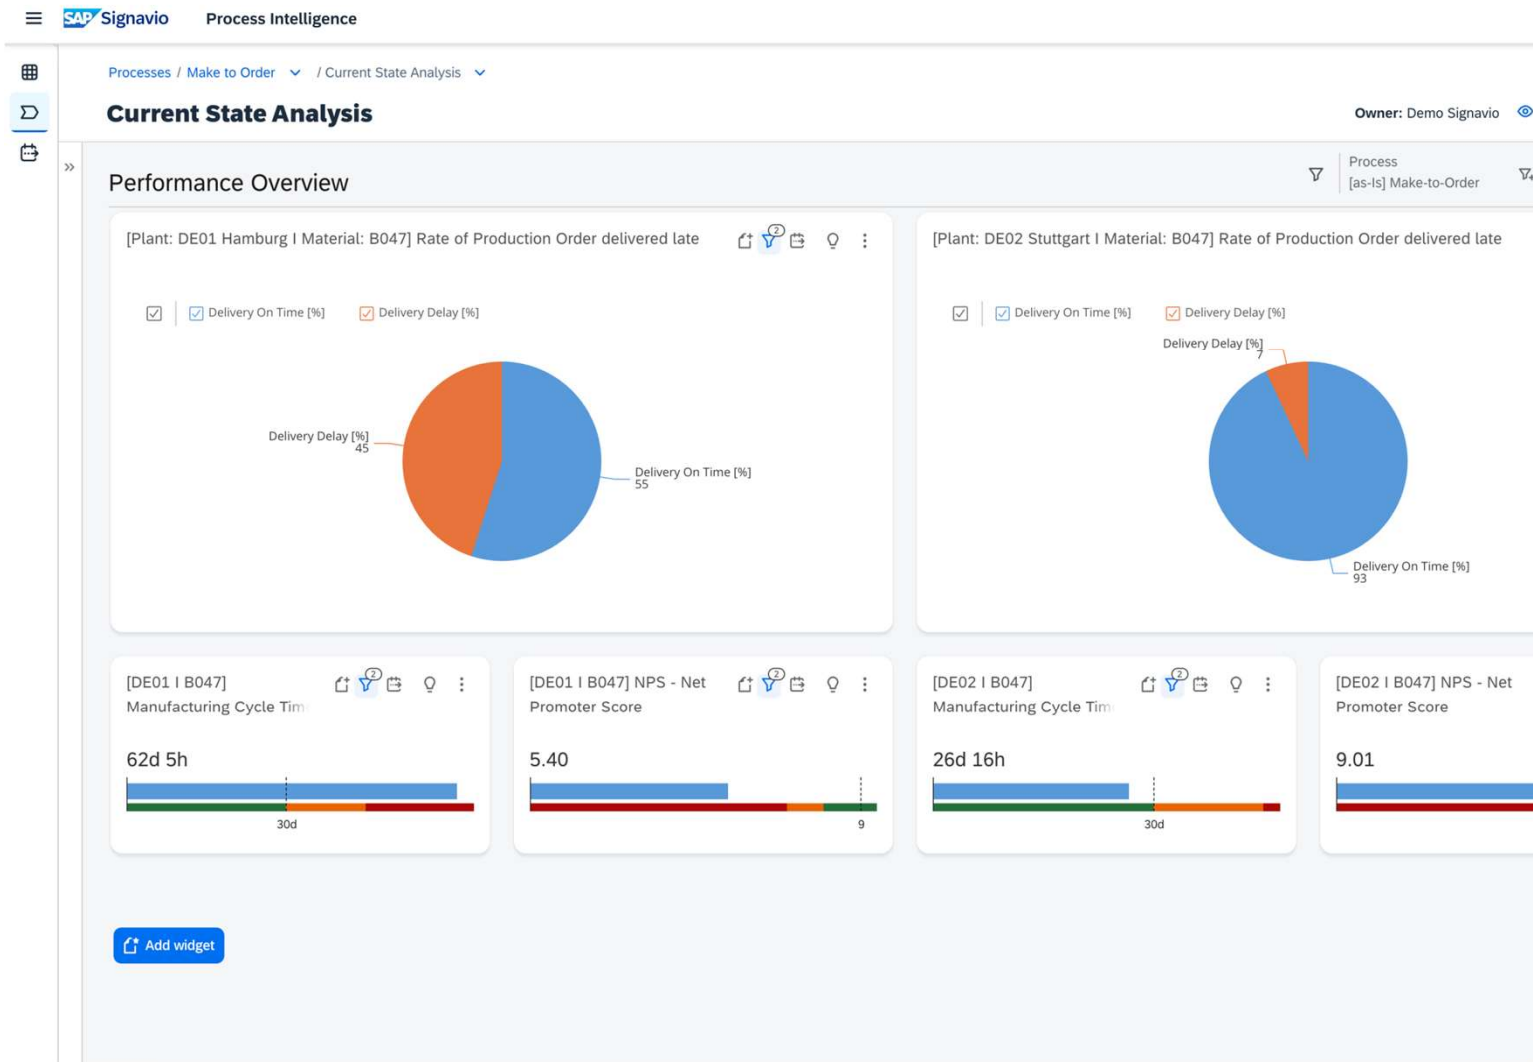 SAP Signavio Process Intelligence
Processes / Make to Order / Current State Analysis
Current State Analysis
Owner: Demo Signavio
Performance Overview
Process
[as-Is] Make-to-Order
[Plant: DE01 Hamburg I Material: B047] Rate of Production Order delivered late
2
Delivery On Time [%] Delivery Delay [%]
Delivery Delay [%]
45
Delivery On Time [%]
55
[Plant: DE02 Stuttgart I Material: B047] Rate of Production Order delivered late
Delivery On Time [%] Delivery Delay [%]
Delivery Delay [%]
7
Delivery On Time [%]
93
[DE01 I B047]
Manufacturing Cycle Tim
2
62d 5h
30d
[DE01 I B047] NPS - Net
Promoter Score
2
5.40
9
[DE02 I B047]
Manufacturing Cycle Tim
2
26d 16h
30d
[DE02 I B047] NPS - Net
Promoter Score
9.01
Add widget